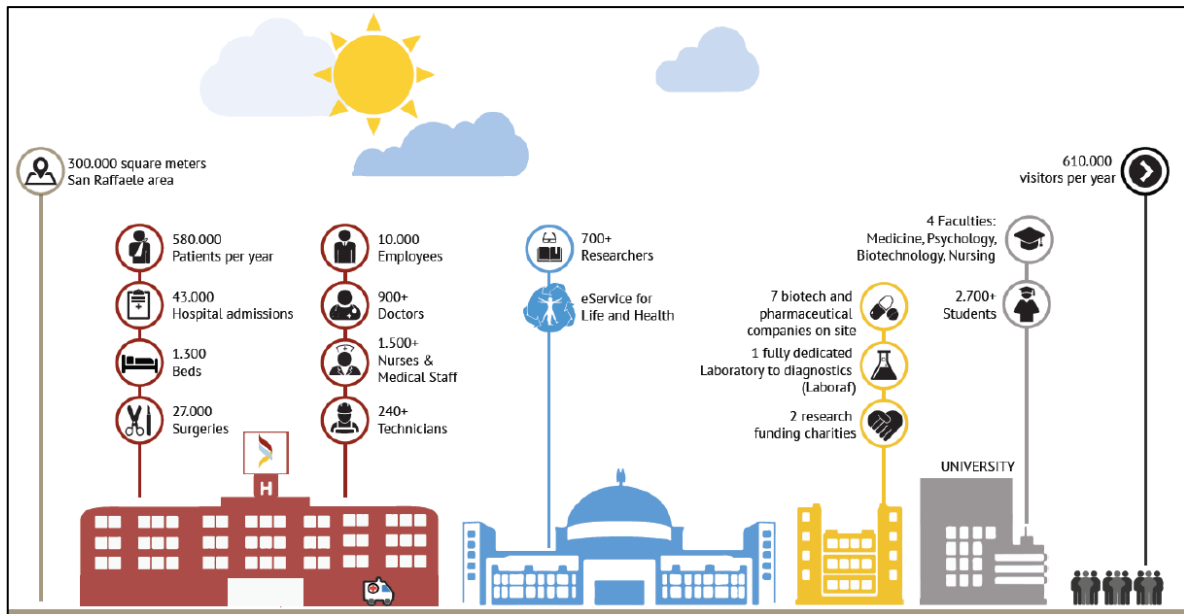 300.000 square meters
San Raffaele area
610.000
visitors per year
580.000
Patients per year
43.000
Hospital admissions
1.300
Beds
27.000
Surgeries
10.000
Employees
900+
Doctors
1.500+
Nurses &
Medical Staff
240+
Technicians
700+
Researchers
eService for
Life and Health
7 biotech and
pharmaceutical
companies on site
1 fully dedicated
Laboratory to diagnostics
(Laboraf)
2 research
funding charities
4 Faculties:
Medicine, Psychology,
Biotechnology, Nursing
2.700+
Students
UNIVERSITY
H